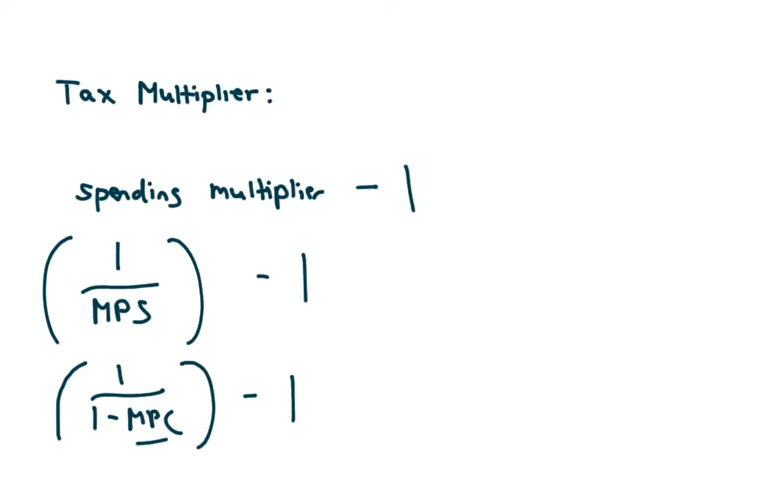 Tax Multiplier:
spending multiplier - 1
(1/MPS) - 1
(1/1-MPC) - 1